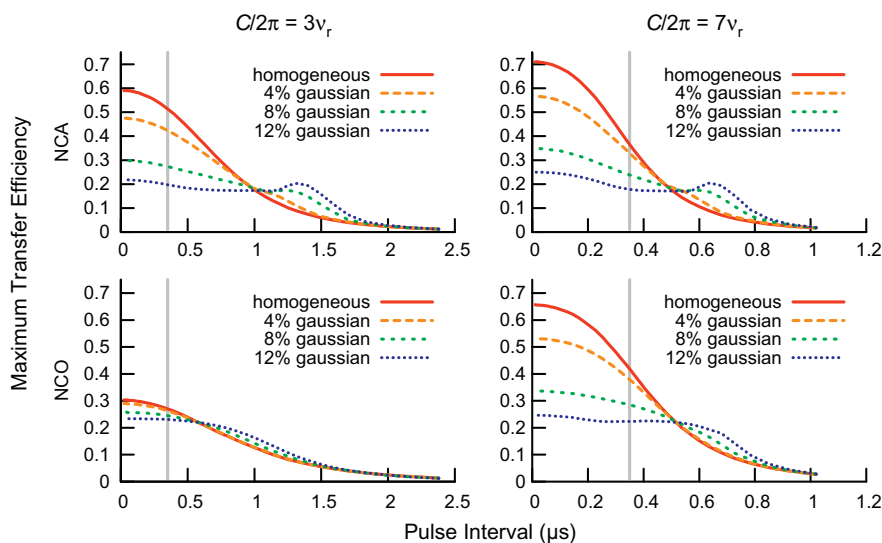 C/2π = 3νr
C/2π = 7νr
Maximum Transfer Efficiency
NCA
0.7
0.6
0.5
0.4
0.3
0.2
0.1
0
homogeneous
4% gaussian
8% gaussian
12% gaussian
0 0.5 1 1.5 2 2.5
0.7
0.6
0.5
0.4
0.3
0.2
0.1
0
homogeneous
4% gaussian
8% gaussian
12% gaussian
0 0.2 0.4 0.6 0.8 1 1.2
NCO
0.7
0.6
0.5
0.4
0.3
0.2
0.1
0
homogeneous
4% gaussian
8% gaussian
12% gaussian
0 0.5 1 1.5 2 2.5
0.7
0.6
0.5
0.4
0.3
0.2
0.1
0
homogeneous
4% gaussian
8% gaussian
12% gaussian
0 0.2 0.4 0.6 0.8 1 1.2
Pulse Interval (μs)